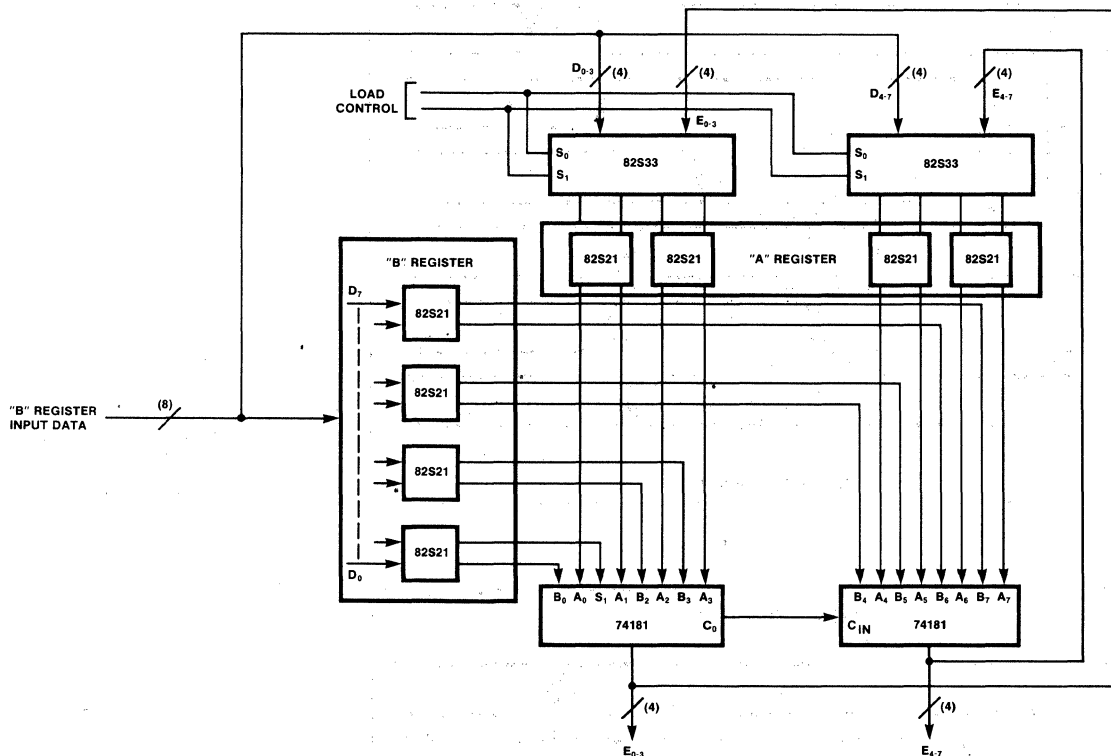 D0-3
(4)
(4)
D4-7
(4)
(4)
E4-7
LOAD
CONTROL
E0-3
S0
S1
82S33
S0
S1
82S33
"B" REGISTER
82S21
82S21
"A" REGISTER
82S21
82S21
D7
82S21
82S21
"B" REGISTER
INPUT DATA
(8)
82S21
82S21
D0
B0 A0 S1 A1 B2 A2 B3 A3
74181
C0
B4 A4 B5 A5 B6 A6 B7 A7
CIN
74181
(4)
(4)
E0-3
E4-7